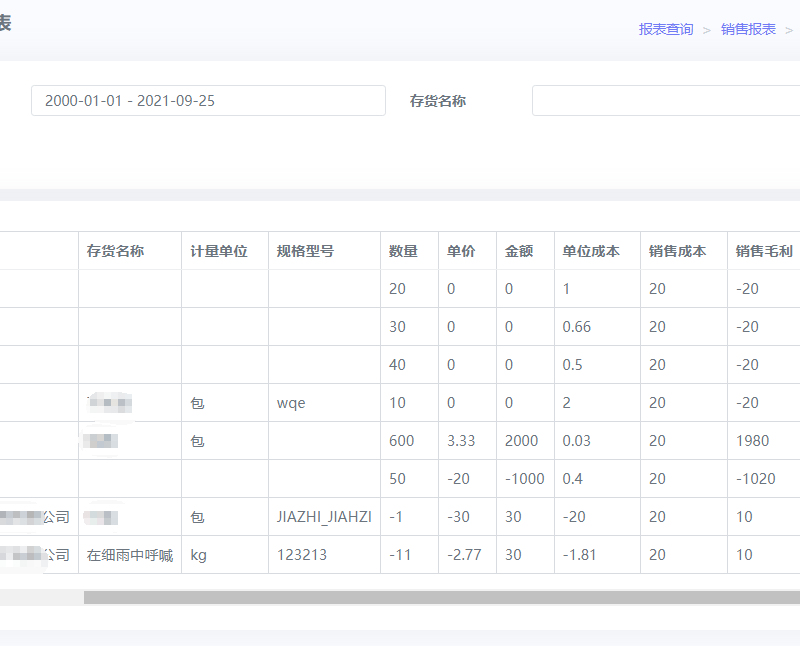 表
报表查询 > 销售报表 >
2000-01-01 - 2021-09-25 存货名称
存货名称 计量单位 规格型号 数量 单价 金额 单位成本 销售成本 销售毛利
20 0 0 1 20 -20
30 0 0 0.66 20 -20
40 0 0 0.5 20 -20
包 wqe 10 0 0 2 20 -20
包 600 3.33 2000 0.03 20 1980
50 -20 -1000 0.4 20 -1020
公司 包 JIAZHI_JIAHZI -1 -30 30 -20 20 10
公司 在细雨中呼喊 kg 123213 -11 -2.77 30 -1.81 20 10